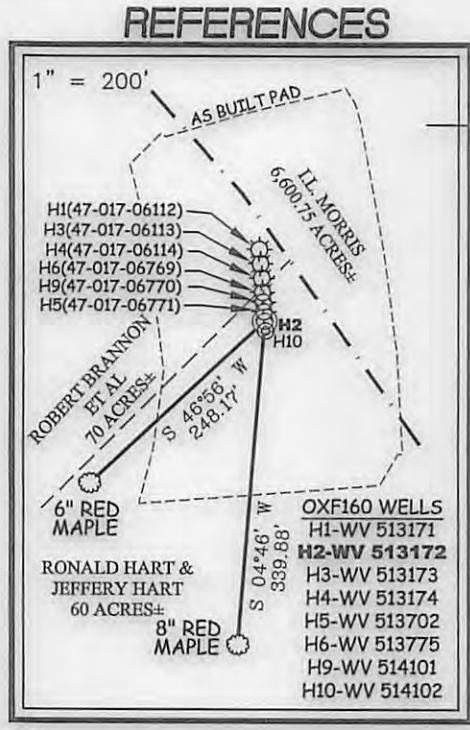 REFERENCES
1" = 200'
AS BUILT PAD
I.L. MORRIS
6,600.75 ACRES±
H1(47-017-06112)
H3(47-017-06113)
H4(47-017-06114)
H6(47-017-06769)
H9(47-017-06770)
H5(47-017-06771)
H2
H10
ROBERT BRANNON
ET AL
70 ACRES±
S 46°56' W
248.17'
6" RED
MAPLE
S 04°46' W
339.88'
RONALD HART &
JEFFERY HART
60 ACRES±
8" RED
MAPLE
OXF160 WELLS
H1-WV 513171
H2-WV 513172
H3-WV 513173
H4-WV 513174
H5-WV 513702
H6-WV 513775
H9-WV 514101
H10-WV 514102